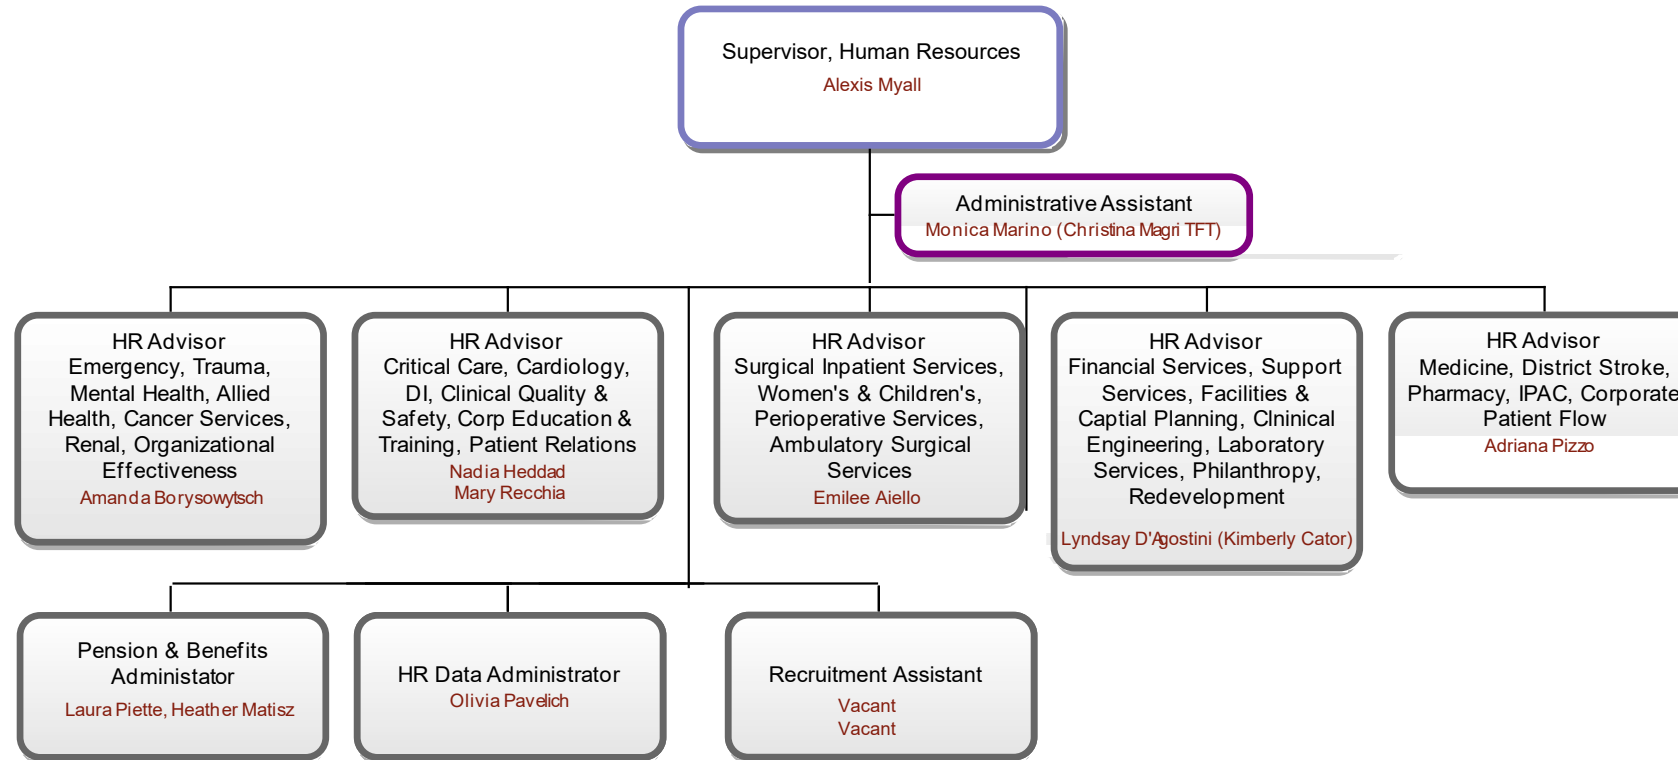 Supervisor, Human Resources
Alexis Myall
Administrative Assistant
Monica Marino (Christina Magri TFT)
HR Advisor
Emergency, Trauma,
Mental Health, Allied
Health, Cancer Services,
Renal, Organizational
Effectiveness
Amanda Borysowytsch
HR Advisor
Critical Care, Cardiology,
DI, Clinical Quality &
Safety, Corp Education &
Training, Patient Relations
Nadia Heddad
Mary Recchia
HR Advisor
Surgical Inpatient Services,
Women's & Children's,
Perioperative Services,
Ambulatory Surgical
Services
Emilee Aiello
HR Advisor
Financial Services, Support
Services, Facilities &
Captial Planning, Clninical
Engineering, Laboratory
Services, Philanthropy,
Redevelopment
Lyndsay D'Agostini (Kimberly Cator)
HR Advisor
Medicine, District Stroke,
Pharmacy, IPAC, Corporate
Patient Flow
Adriana Pizzo
Pension & Benefits
Administator
Laura Piette, Heather Matisz
HR Data Administrator
Olivia Pavelich
Recruitment Assistant
Vacant
Vacant